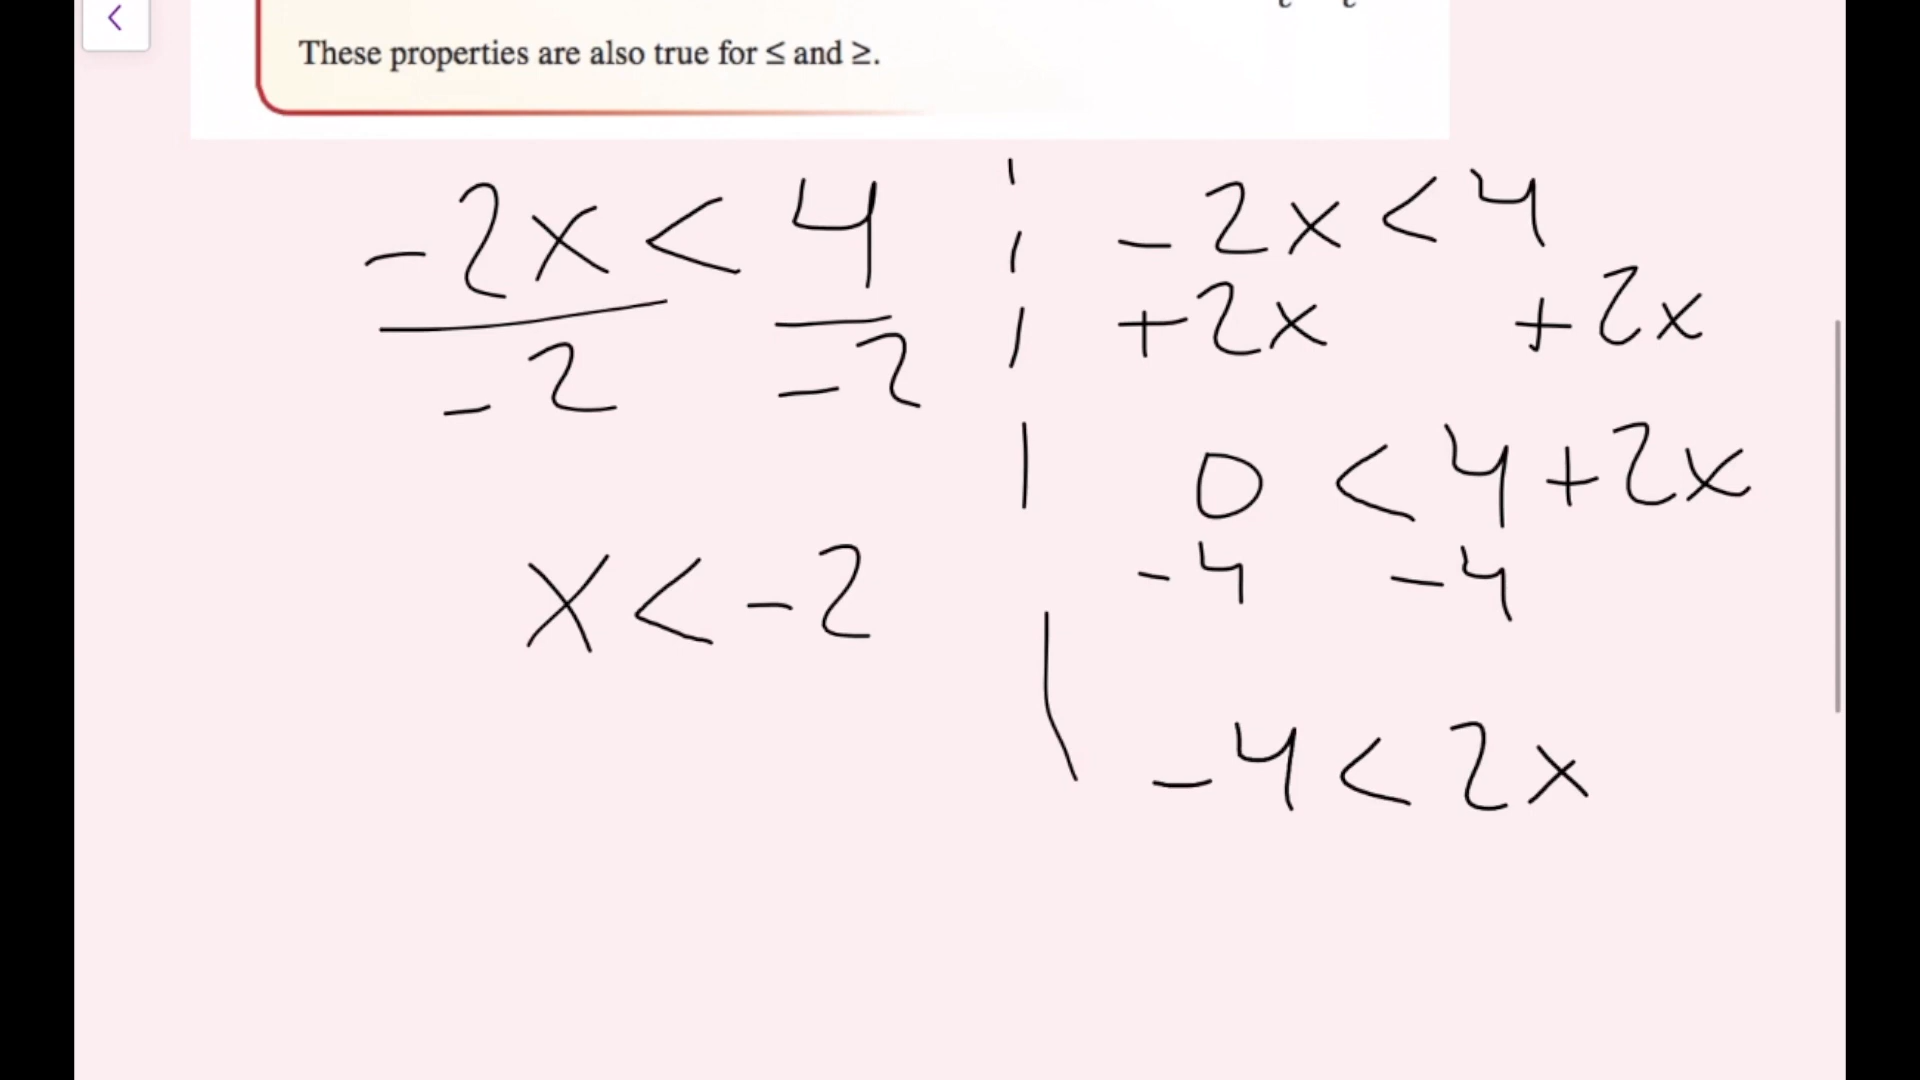 These properties are also true for ≤ and ≥.
-2x < 4
-2 -2
x < -2
-2x < 4
+2x +2x
0 < 4 + 2x
-4 -4
-4 < 2x